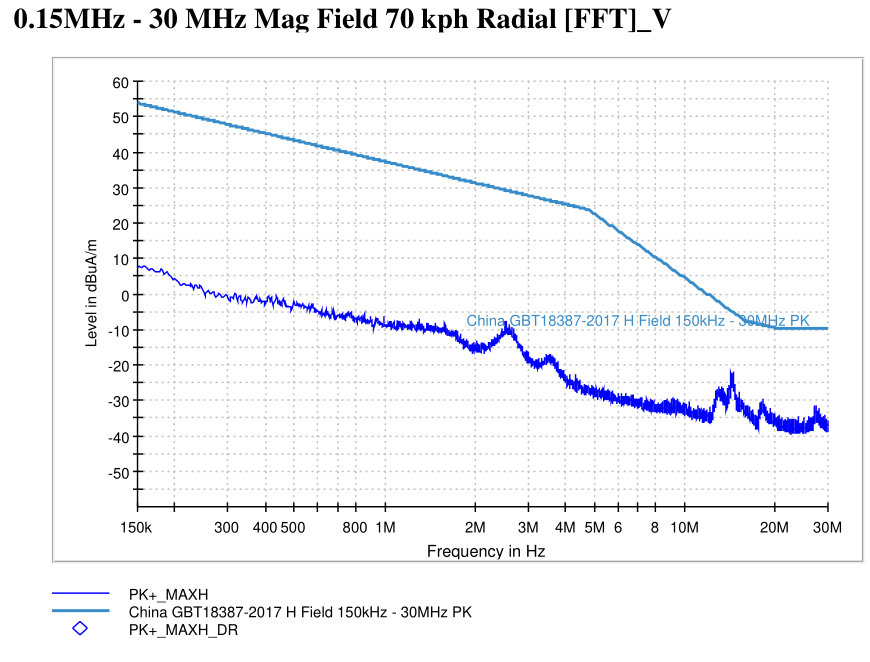 0.15MHz - 30 MHz Mag Field 70 kph Radial [FFT]_V
60
50
40
30
20
10
0
-10
-20
-30
-40
-50
Level in dBuA/m
China GBT18387-2017 H Field 150kHz - 30MHz PK
150k 300 400 500 800 1M 2M 3M 4M 5M 6 8 10M 20M 30M
Frequency in Hz
PK+_MAXH
China GBT18387-2017 H Field 150kHz - 30MHz PK
PK+_MAXH_DR